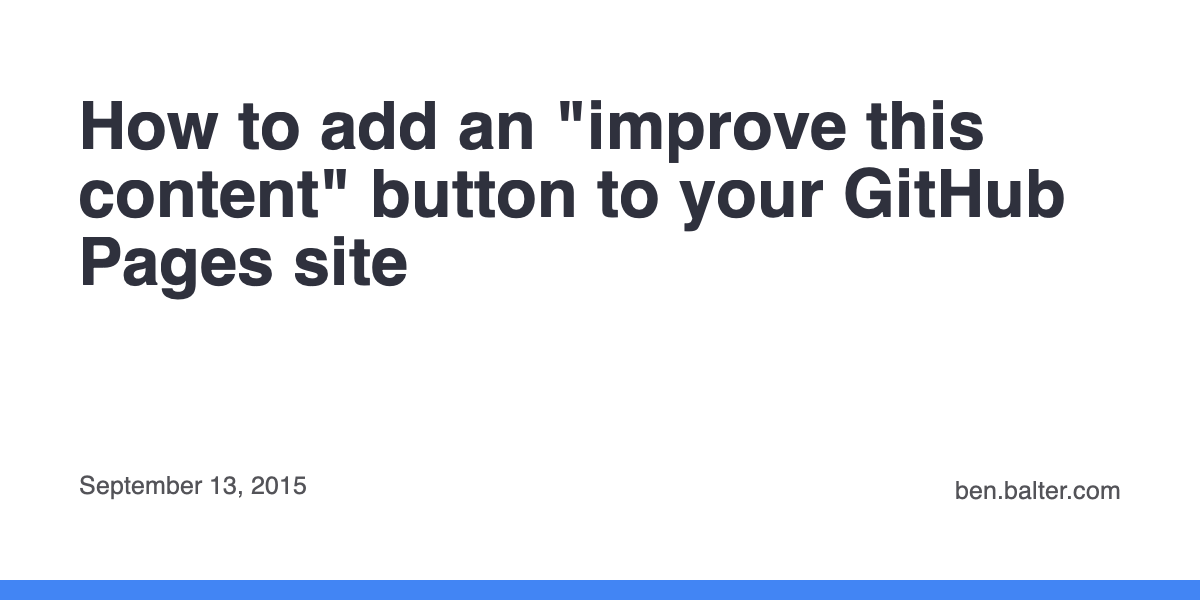 How to add an "improve this
content" button to your GitHub
Pages site
September 13, 2015
ben.balter.com